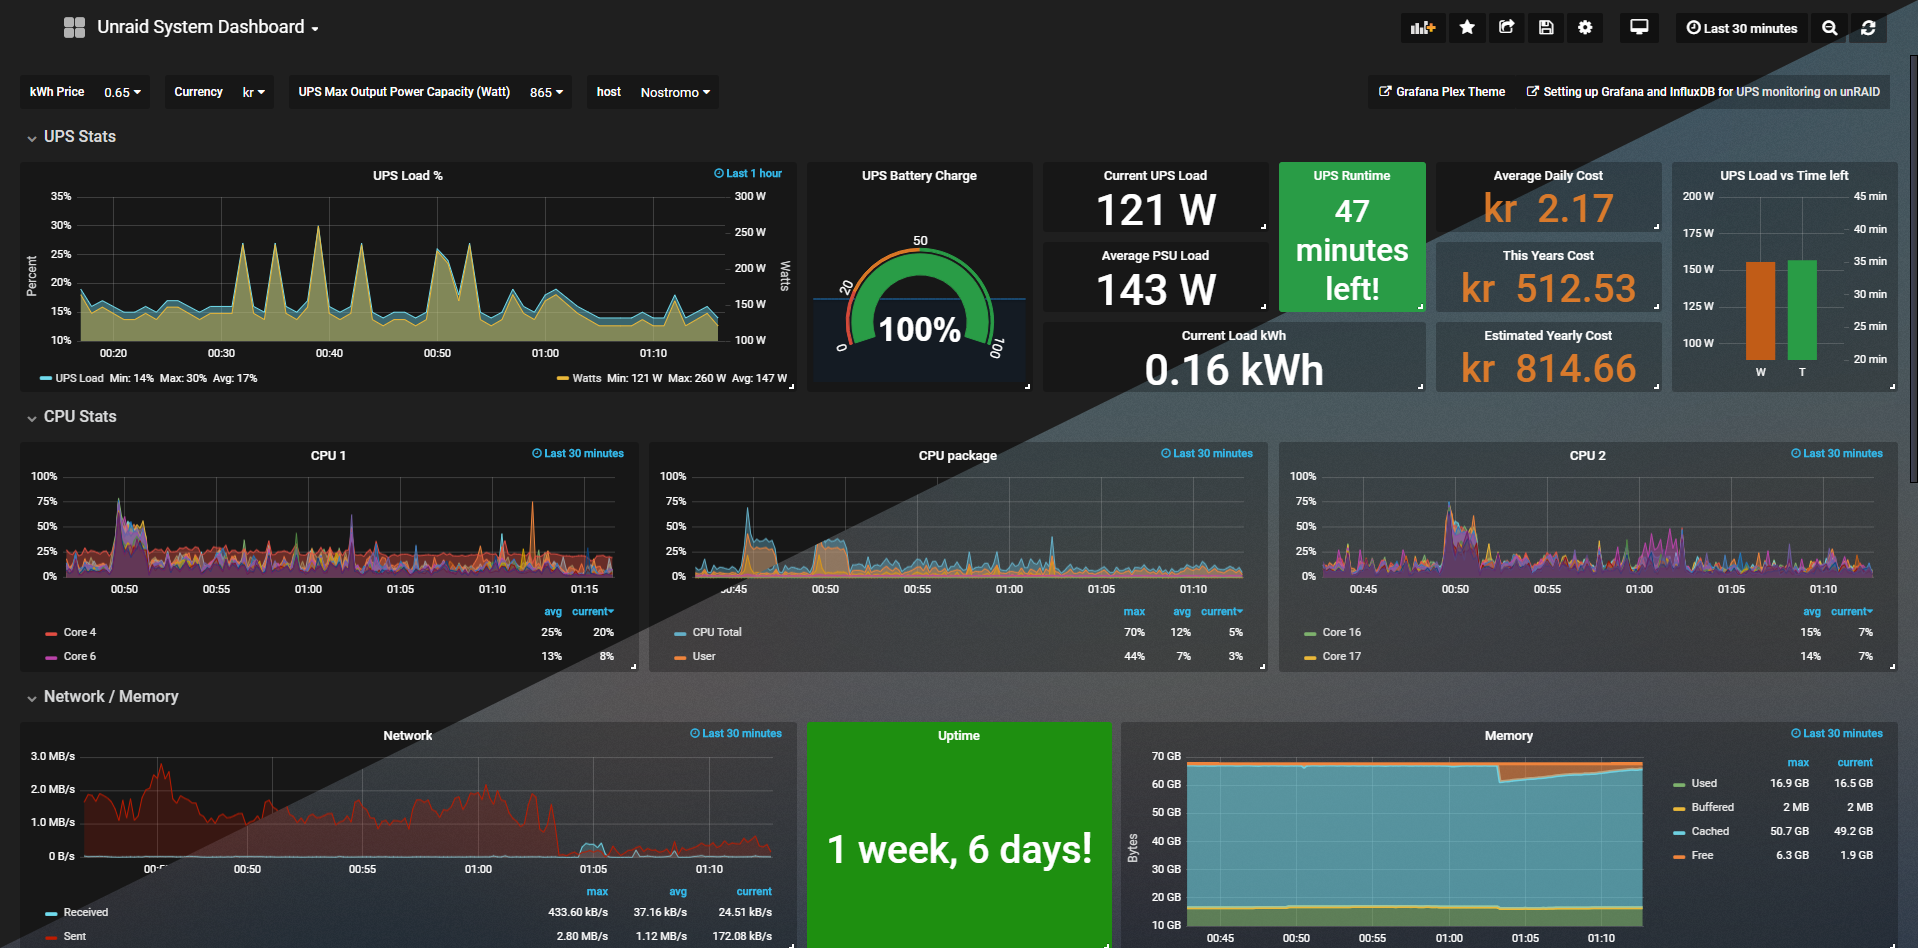 Unraid System Dashboard
Last 30 minutes
kWh Price 0.65
Currency kr
UPS Max Output Power Capacity (Watt) 865
host Nostromo
Grafana Plex Theme
Setting up Grafana and InfluxDB for UPS monitoring on unRAID
UPS Stats
UPS Load %
Last 1 hour
35%
30%
25%
20%
15%
10%
Percent
300 W
250 W
200 W
150 W
100 W
Watts
00:20 00:30 00:40 00:50 01:00 01:10
UPS Load Min: 14% Max: 30% Avg: 17%
Watts Min: 121 W Max: 260 W Avg: 147 W
UPS Battery Charge
0
20
50
100
100%
Current UPS Load
121 W
Average PSU Load
143 W
Current Load kWh
0.16 kWh
UPS Runtime
47
minutes
left!
Average Daily Cost
kr 2.17
This Years Cost
kr 512.53
Estimated Yearly Cost
kr 814.66
UPS Load vs Time left
200 W
175 W
150 W
125 W
100 W
45 min
40 min
35 min
30 min
25 min
20 min
W T
CPU Stats
CPU 1
Last 30 minutes
100%
75%
50%
25%
0%
00:50 00:55 01:00 01:05 01:10 01:15
avg current
Core 4 25% 20%
Core 6 13% 8%
CPU package
Last 30 minutes
100%
75%
50%
25%
0%
00:45 00:50 00:55 01:00 01:05 01:10
max avg current
CPU Total 70% 12% 5%
User 44% 7% 3%
CPU 2
Last 30 minutes
100%
75%
50%
25%
0%
00:45 00:50 00:55 01:00 01:05 01:10
avg current
Core 16 15% 7%
Core 17 14% 7%
Network / Memory
Network
Last 30 minutes
3.0 MB/s
2.0 MB/s
1.0 MB/s
0 B/s
00:50 00:55 01:00 01:05 01:10
max avg current
Received 433.60 kB/s 37.16 kB/s 24.51 kB/s
Sent 2.80 MB/s 1.12 MB/s 172.08 kB/s
Uptime
1 week, 6 days!
Memory
Last 30 minutes
70 GB
60 GB
50 GB
40 GB
30 GB
20 GB
10 GB
Bytes
00:45 00:50 00:55 01:00 01:05 01:10
max current
Used 16.9 GB 16.5 GB
Buffered 2 MB 2 MB
Cached 50.7 GB 49.2 GB
Free 6.3 GB 1.9 GB